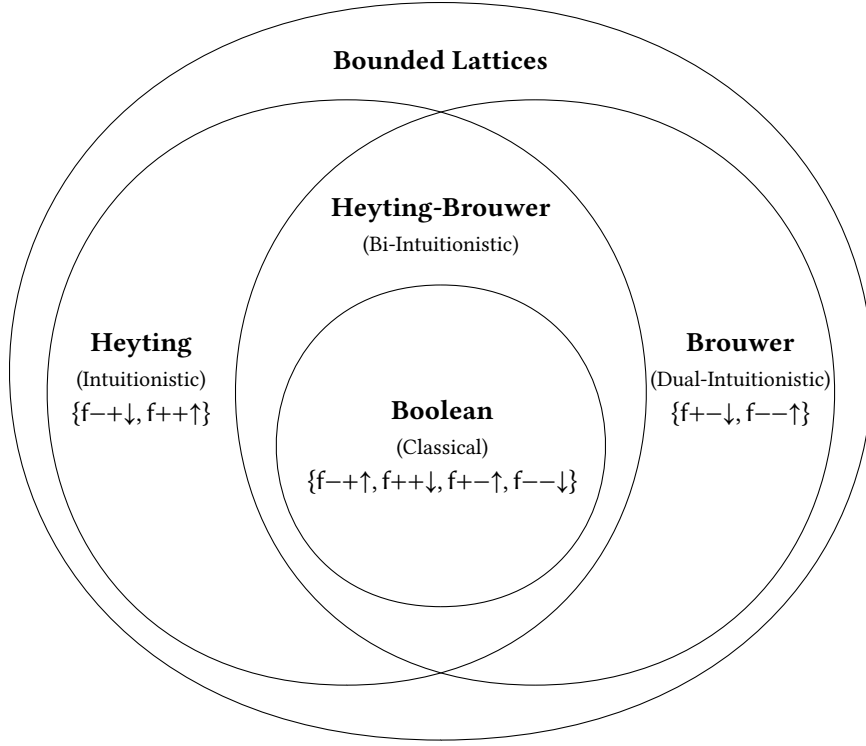 Bounded Lattices
Heyting-Brouwer
(Bi-Intuitionistic)
Heyting
(Intuitionistic)
{f−+↓, f++↑}
Boolean
(Classical)
{f−+↑, f++↓, f+−↑, f−−↓}
Brouwer
(Dual-Intuitionistic)
{f+−↓, f−−↑}